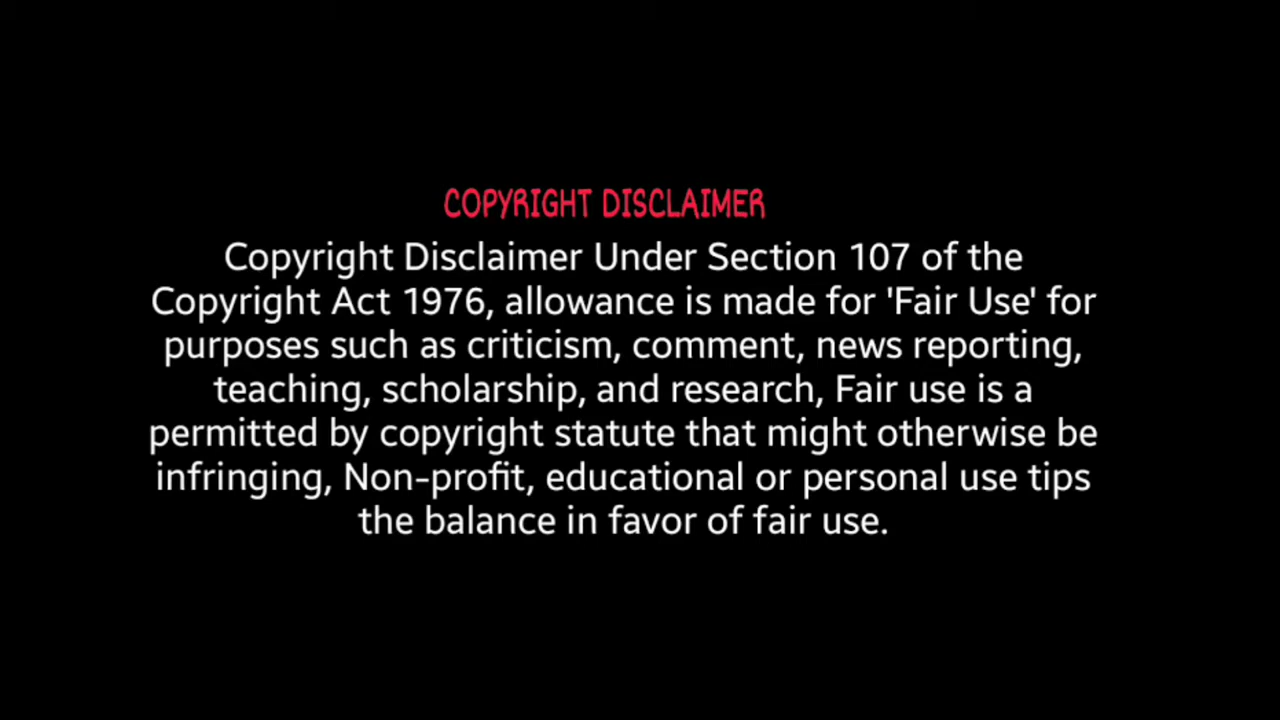 COPYRIGHT DISCLAIMER
Copyright Disclaimer Under Section 107 of the
Copyright Act 1976, allowance is made for 'Fair Use' for
purposes such as criticism, comment, news reporting,
teaching, scholarship, and research, Fair use is a
permitted by copyright statute that might otherwise be
infringing, Non-profit, educational or personal use tips
the balance in favor of fair use.